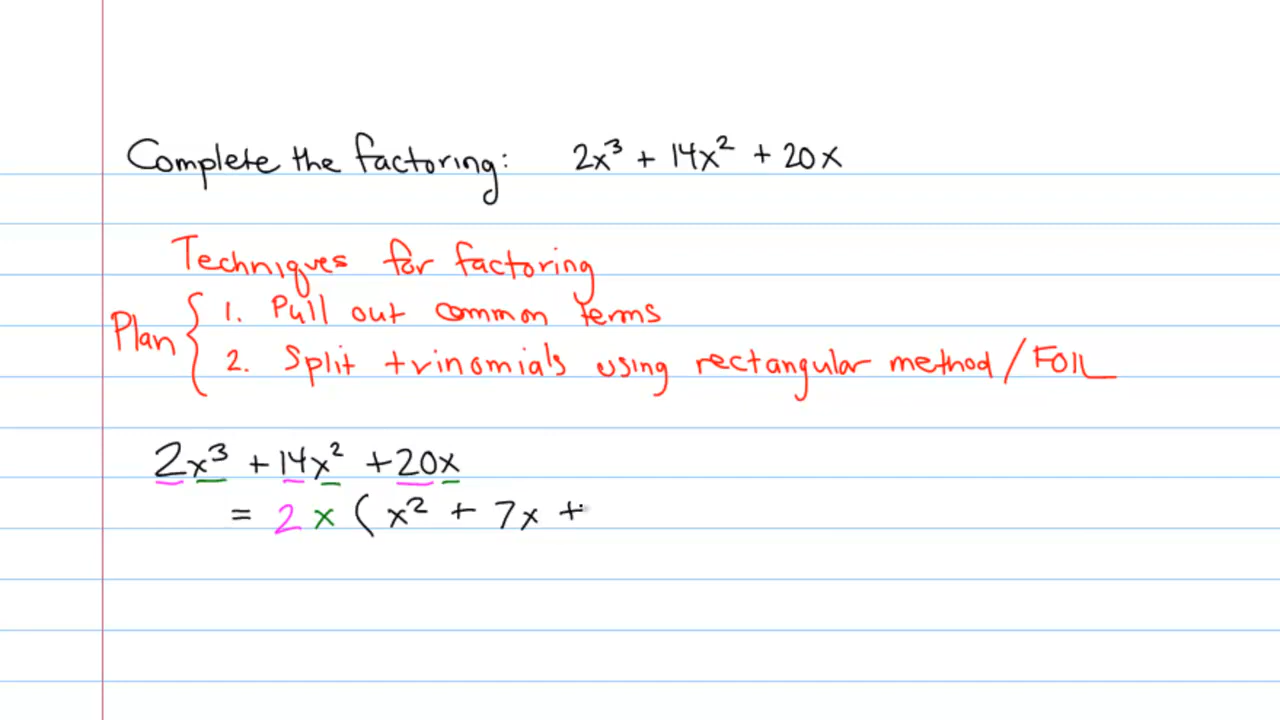 Complete the factoring: 2x³ + 14x² + 20x
Techniques for factoring
Plan { 1. Pull out common terms
2. Split trinomials using rectangular method / FOIL
2x³ + 14x² + 20x
= 2x ( x² + 7x +